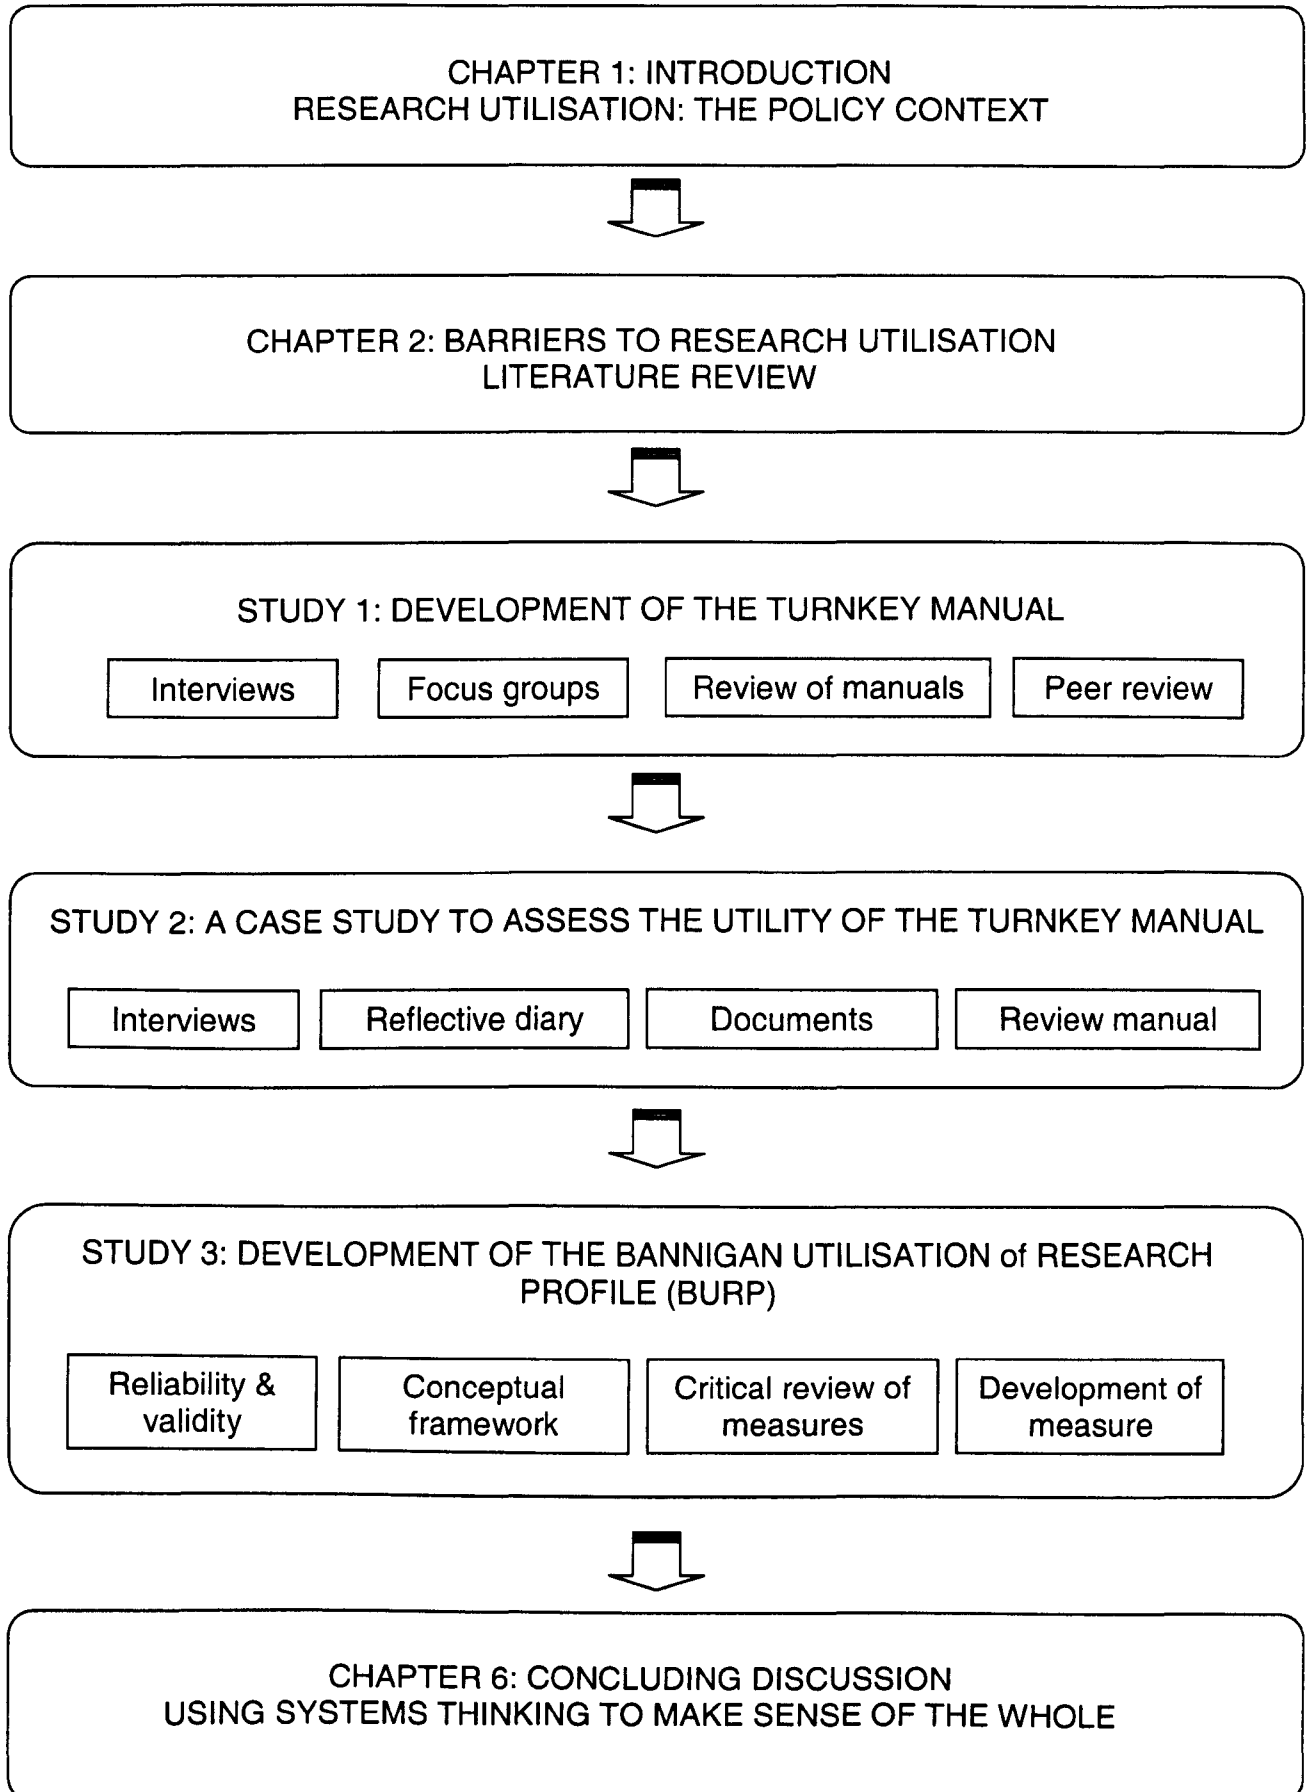 CHAPTER 1: INTRODUCTION
RESEARCH UTILISATION: THE POLICY CONTEXT
CHAPTER 2: BARRIERS TO RESEARCH UTILISATION
LITERATURE REVIEW
STUDY 1: DEVELOPMENT OF THE TURNKEY MANUAL
Interviews
Focus groups
Review of manuals
Peer review
STUDY 2: A CASE STUDY TO ASSESS THE UTILITY OF THE TURNKEY MANUAL
Interviews
Reflective diary
Documents
Review manual
STUDY 3: DEVELOPMENT OF THE BANNIGAN UTILISATION of RESEARCH
PROFILE (BURP)
Reliability &
validity
Conceptual
framework
Critical review of
measures
Development of
measure
CHAPTER 6: CONCLUDING DISCUSSION
USING SYSTEMS THINKING TO MAKE SENSE OF THE WHOLE